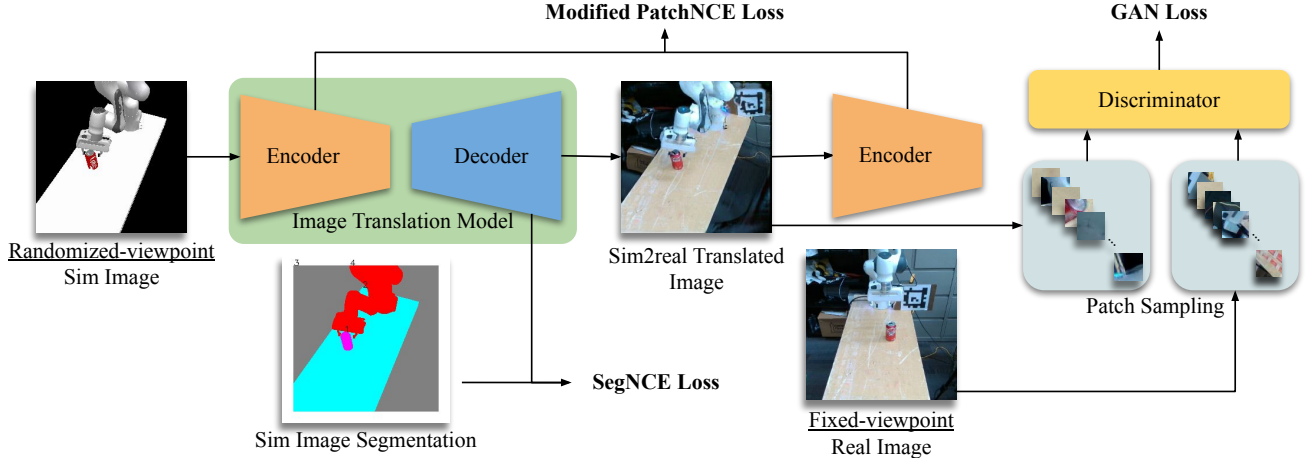 Modified PatchNCE Loss
GAN Loss
Discriminator
Encoder
Decoder
Encoder
Image Translation Model
Randomized-viewpoint
Sim Image
Sim2real Translated
Image
Patch Sampling
3
4
SegNCE Loss
Sim Image Segmentation
Fixed-viewpoint
Real Image